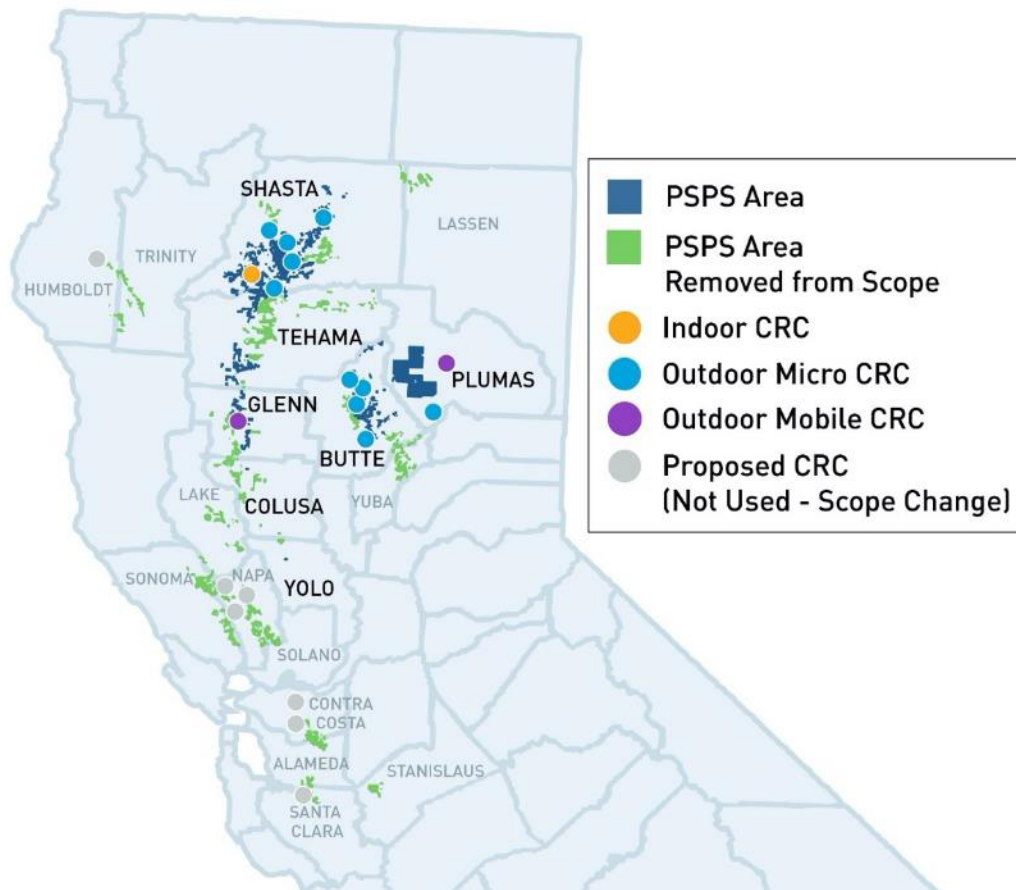 SHASTA
LASSEN
TRINITY
HUMBOLDT
TEHAMA
PLUMAS
GLENN
BUTTE
LAKE
COLUSA
YUBA
SONOMA
NAPA
YOLO
SOLANO
CONTRA
COSTA
ALAMEDA
STANISLAUS
SANTA
CLARA
PSPS Area
PSPS Area
Removed from Scope
Indoor CRC
Outdoor Micro CRC
Outdoor Mobile CRC
Proposed CRC
(Not Used - Scope Change)